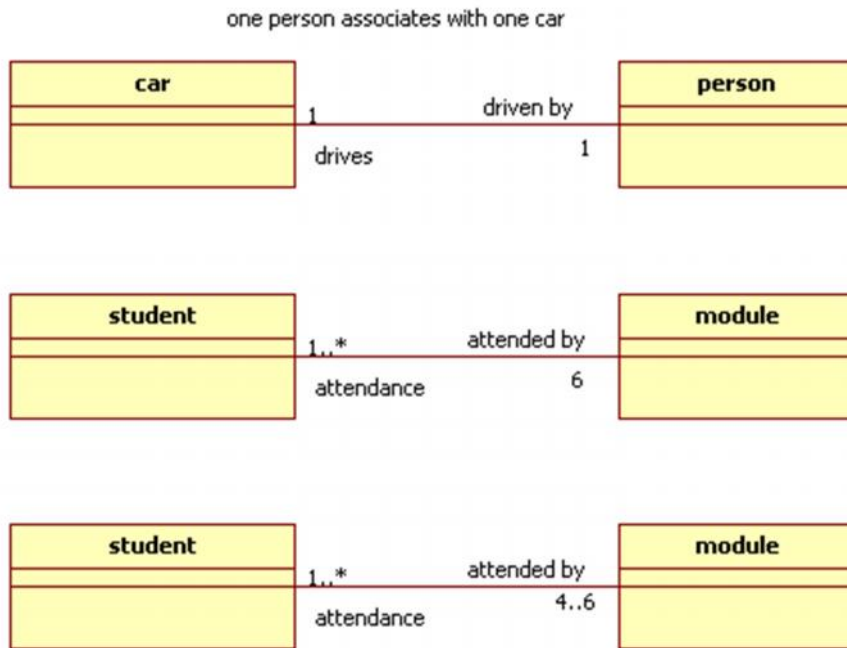 one person associates with one car
car
person
1
driven by
drives
1
student
module
1..*
attended by
attendance
6
student
module
1..*
attended by
attendance
4..6